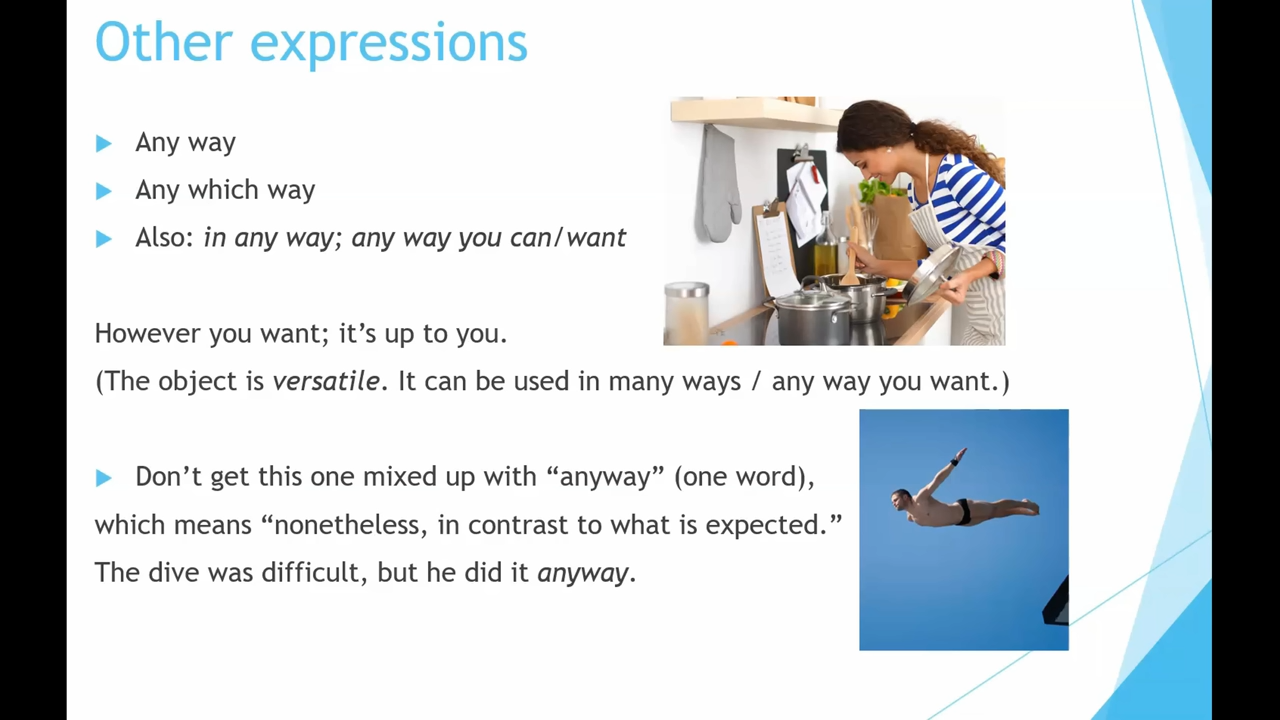 Other expressions
Any way
Any which way
Also: in any way; any way you can/want
However you want; it’s up to you.
(The object is versatile. It can be used in many ways / any way you want.)
Don’t get this one mixed up with “anyway” (one word),
which means “nonetheless, in contrast to what is expected.”
The dive was difficult, but he did it anyway.